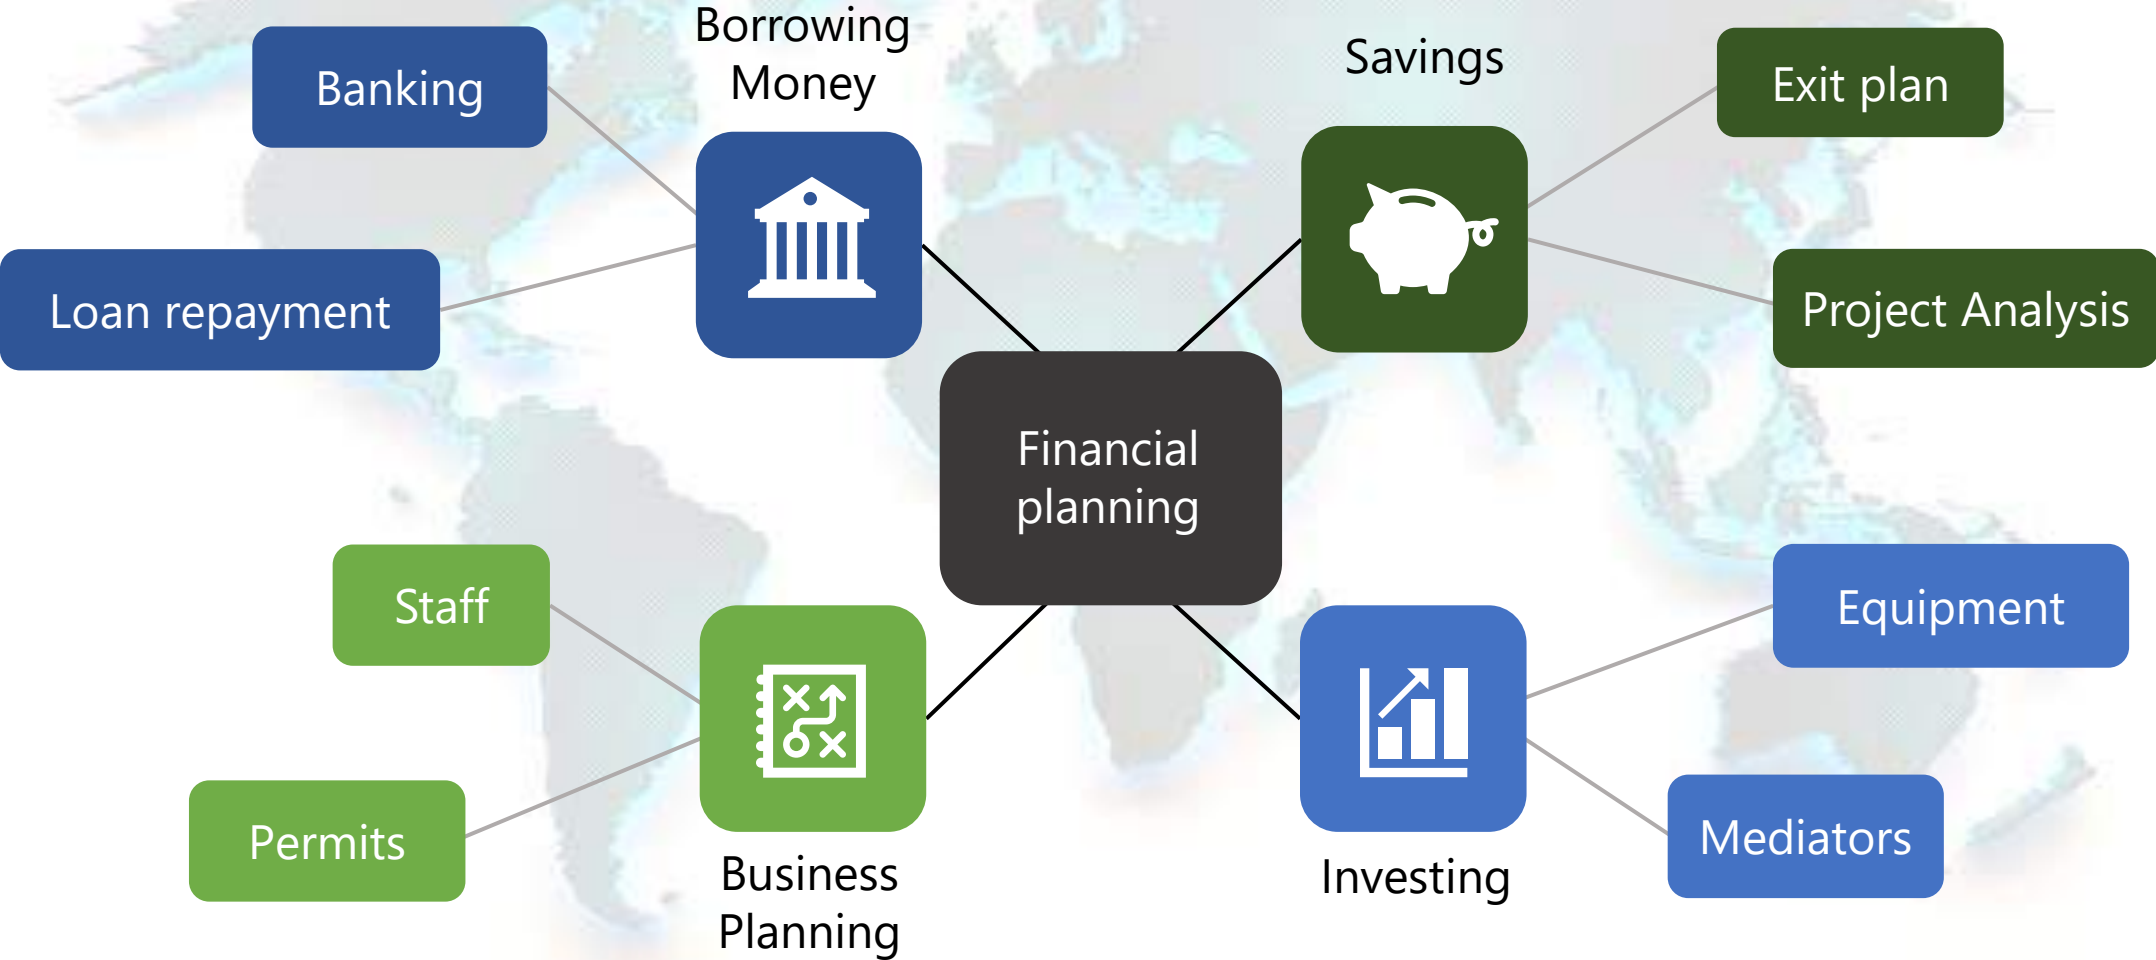 Borrowing
Money
Banking
Loan repayment
Savings
Exit plan
Project Analysis
Financial
planning
Staff
Permits
Business
Planning
Equipment
Mediators
Investing